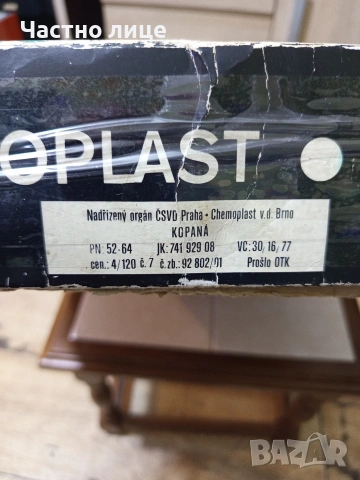 Частно лице
OPLAST
Nadřízený orgán ČSVD Praha • Chemoplast v.d. Brno
KOPANÁ
PN: 52-64 JK: 741 929 08 VC: 30, 16, 77
cen.: 4/120 č. 7 č.zb.: 92 802/01 Prošlo OTK
BAZAR